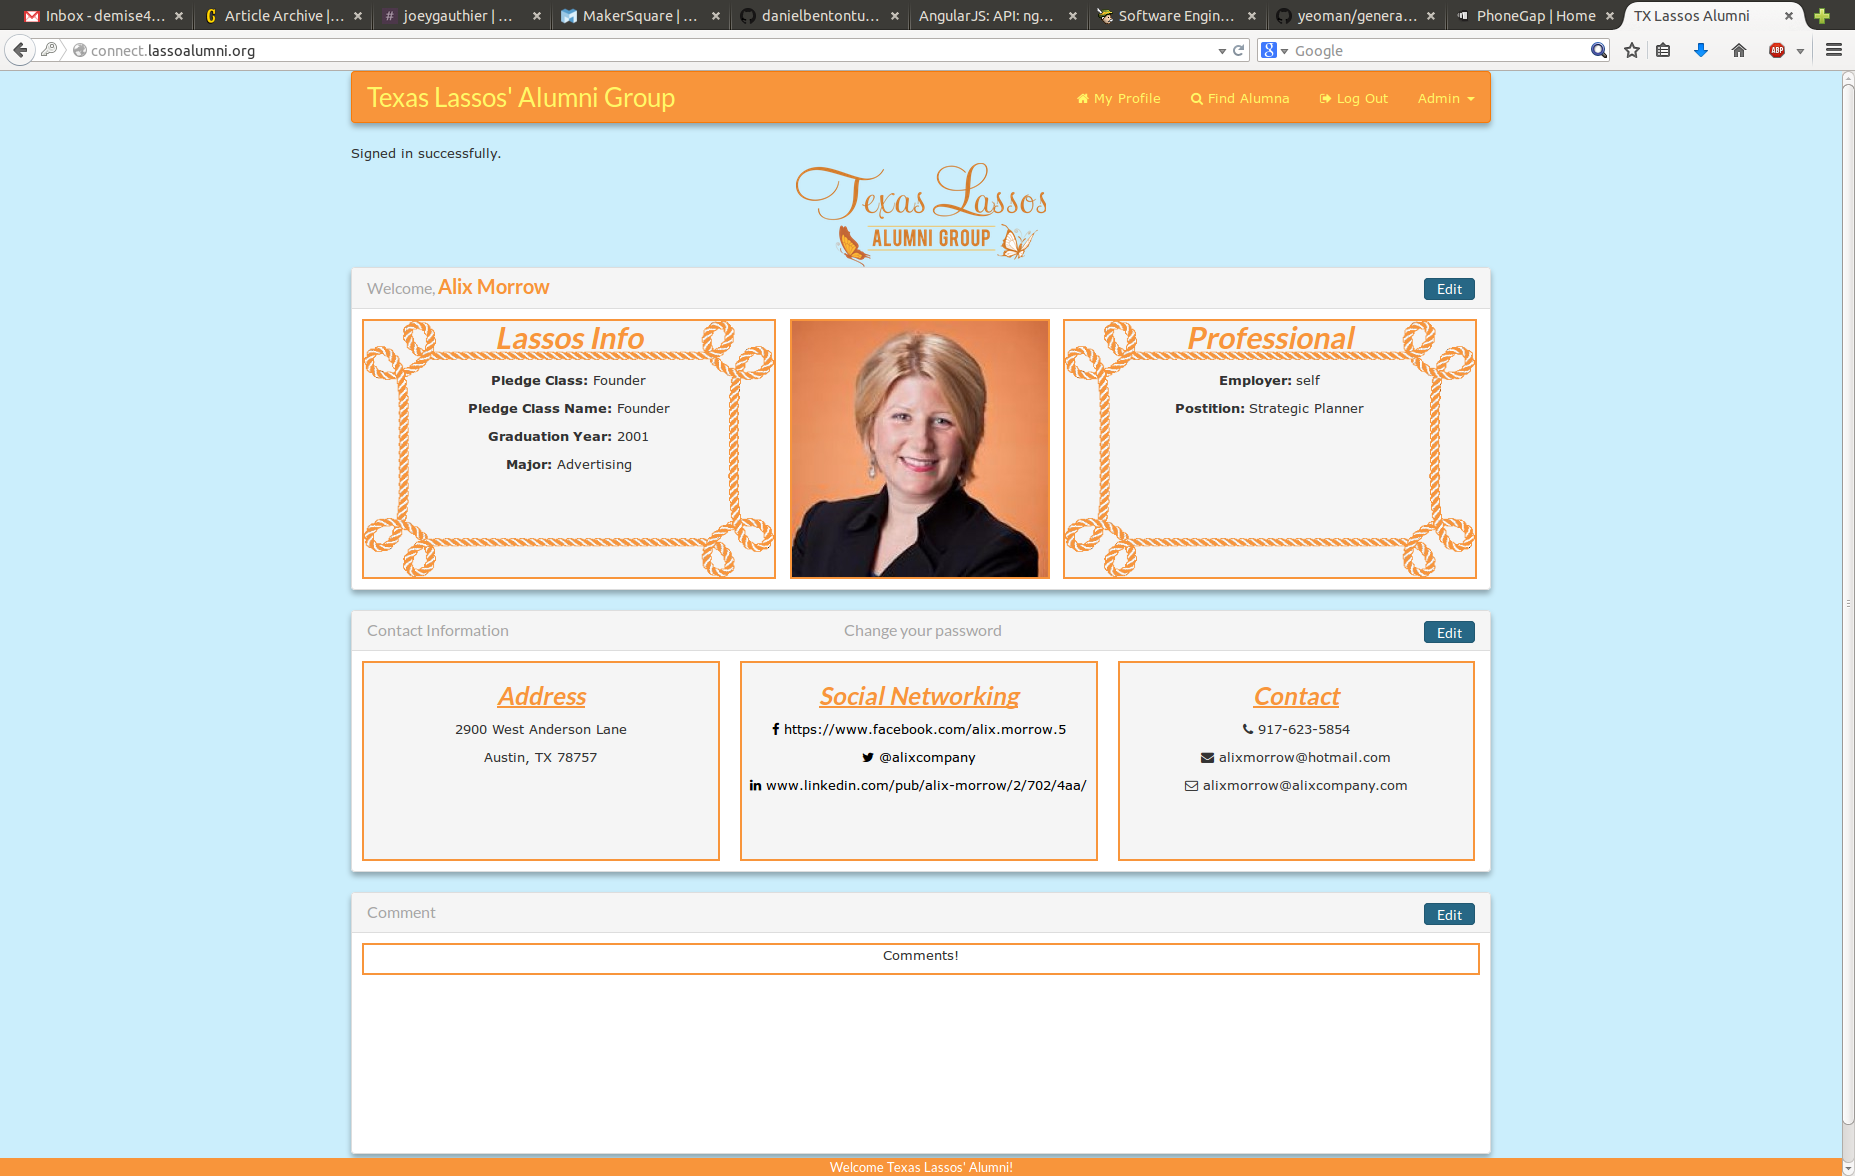 Inbox - demise4... Article Archive |... joeygauthier | ... MakerSquare | ... danielbentontu... AngularJS: API: ng... Software Engin... yeoman/genera... PhoneGap | Home TX Lassos Alumni
connect.lassoalumni.org Google
Texas Lassos' Alumni Group My Profile Find Alumna Log Out Admin
Signed in successfully.
Texas Lassos
ALUMNI GROUP
Welcome, Alix Morrow Edit
Lassos Info
Pledge Class: Founder
Pledge Class Name: Founder
Graduation Year: 2001
Major: Advertising
Professional
Employer: self
Postition: Strategic Planner
Contact Information Change your password Edit
Address
2900 West Anderson Lane
Austin, TX 78757
Social Networking
https://www.facebook.com/alix.morrow.5
@alixcompany
www.linkedin.com/pub/alix-morrow/2/702/4aa/
Contact
917-623-5854
alixmorrow@hotmail.com
alixmorrow@alixcompany.com
Comment Edit
Comments!
Welcome Texas Lassos' Alumni!